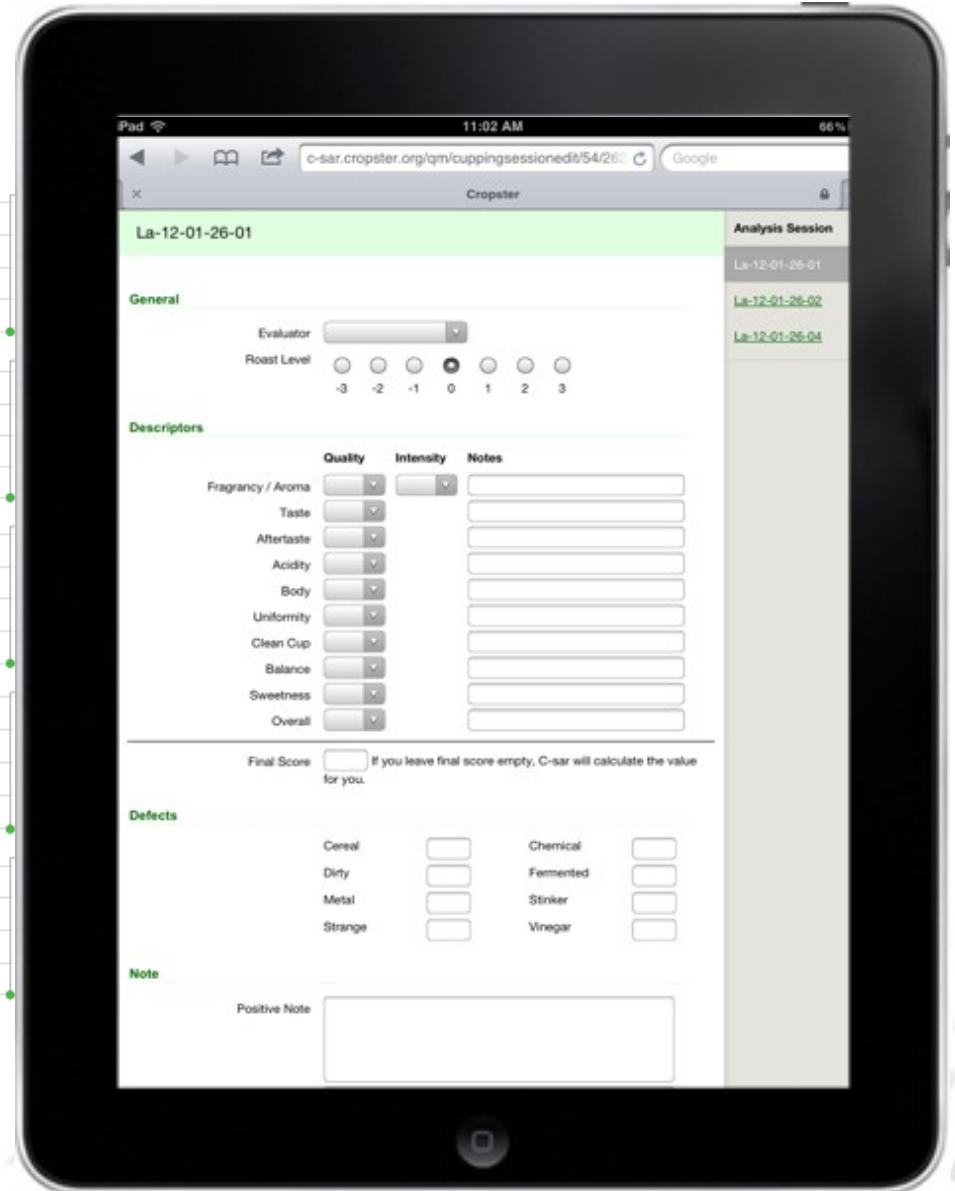 iPad 11:02 AM 66%
c-sar.cropster.org/qm/cuppingsessionedit/54/262 Google
Cropster
La-12-01-26-01
Analysis Session
La-12-01-26-01
La-12-01-26-02
La-12-01-26-04
General
Evaluator
Roast Level
-3 -2 -1 0 1 2 3
Descriptors
Quality Intensity Notes
Fragrancy / Aroma
Taste
Aftertaste
Acidity
Body
Uniformity
Clean Cup
Balance
Sweetness
Overall
Final Score If you leave final score empty, C-sar will calculate the value
for you.
Defects
Cereal Chemical
Dirty Fermented
Metal Stinker
Strange Vinegar
Note
Positive Note